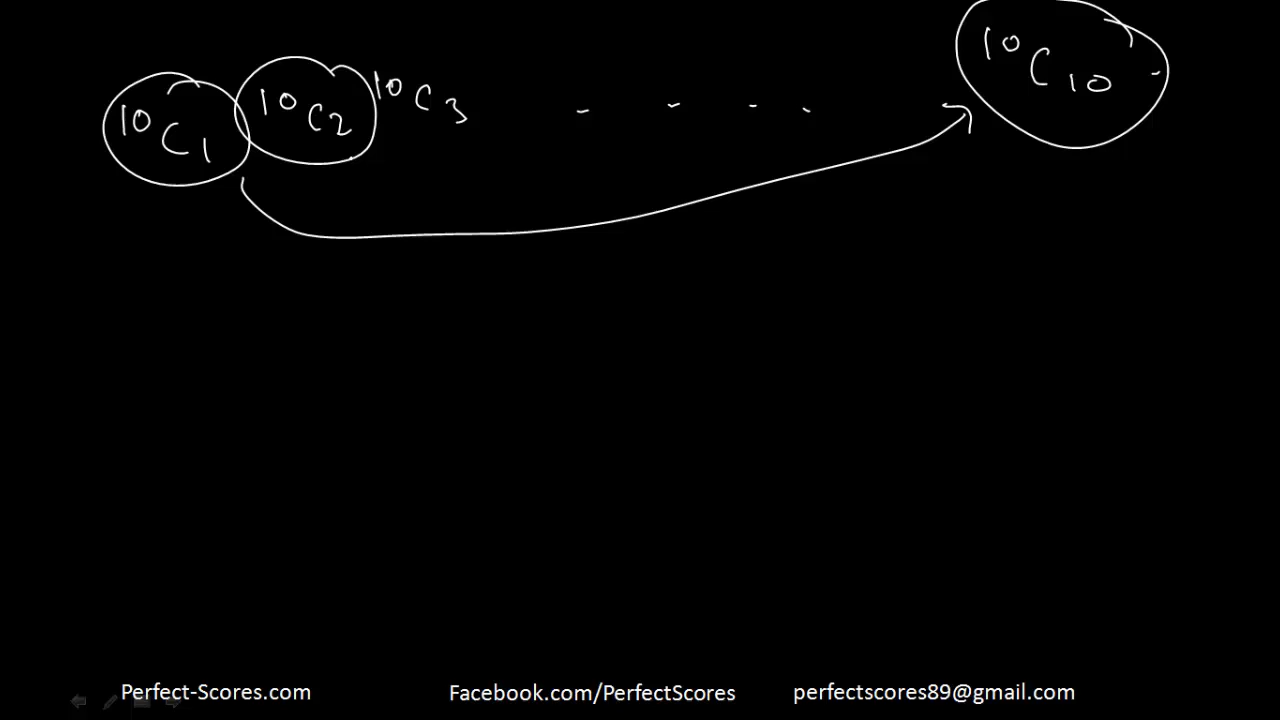 ¹⁰C₁ ¹⁰C₂ ¹⁰C₃ - - - - ¹⁰C₁₀
Perfect-Scores.com Facebook.com/PerfectScores perfectscores89@gmail.com